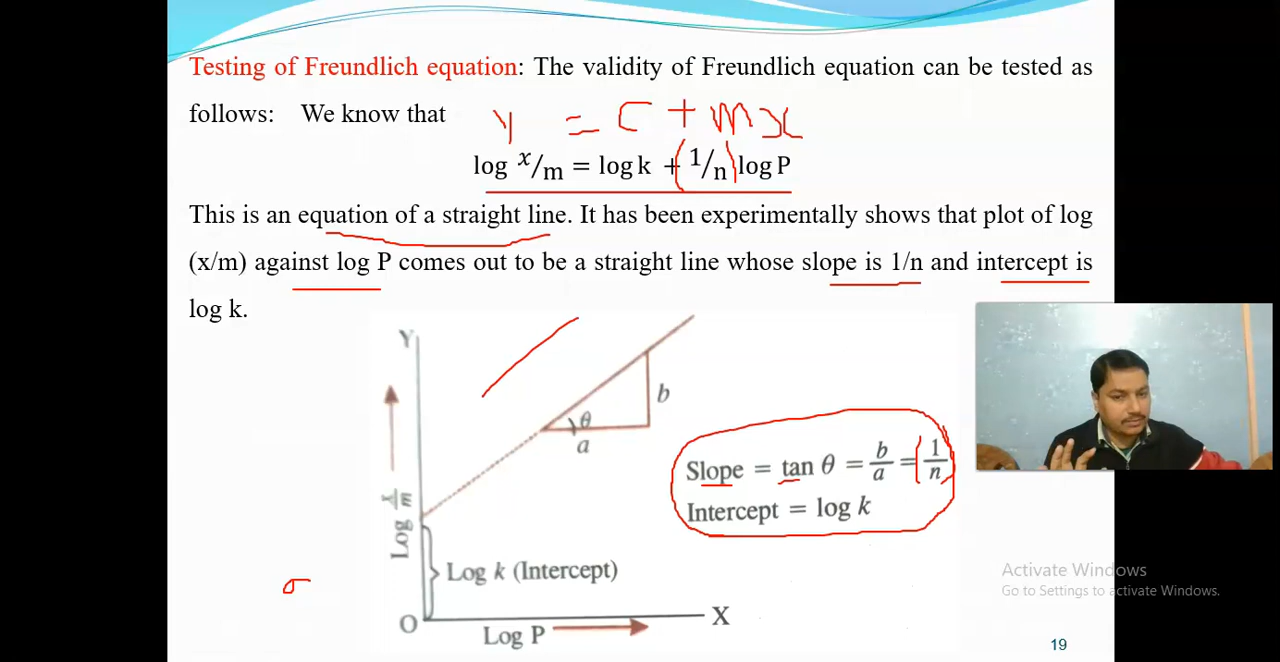 Testing of Freundlich equation: The validity of Freundlich equation can be tested as
follows: We know that
y = c + mx
log x/m = log k + (1/n) log P
This is an equation of a straight line. It has been experimentally shows that plot of log
(x/m) against log P comes out to be a straight line whose slope is 1/n and intercept is
log k.
Y
b
θ
a
Slope = tan θ = b/a = (1/n)
Intercept = log k
Log x/m
Log k (Intercept)
σ
O
X
Log P
Activate Windows
Go to Settings to activate Windows.
19